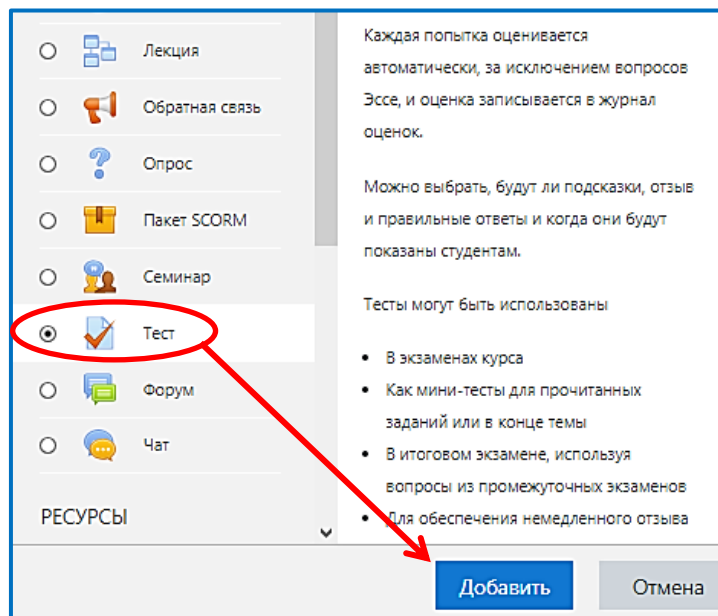 Лекция
Обратная связь
Опрос
Пакет SCORM
Семинар
Тест
Форум
Чат
РЕСУРСЫ
Каждая попытка оценивается
автоматически, за исключением вопросов
Эссе, и оценка записывается в журнал
оценок.
Можно выбрать, будут ли подсказки, отзыв
и правильные ответы и когда они будут
показаны студентам.
Тесты могут быть использованы
• В экзаменах курса
• Как мини-тесты для прочитанных
заданий или в конце темы
• В итоговом экзамене, используя
вопросы из промежуточных экзаменов
• Для обеспечения немедленного отзыва
Добавить
Отмена